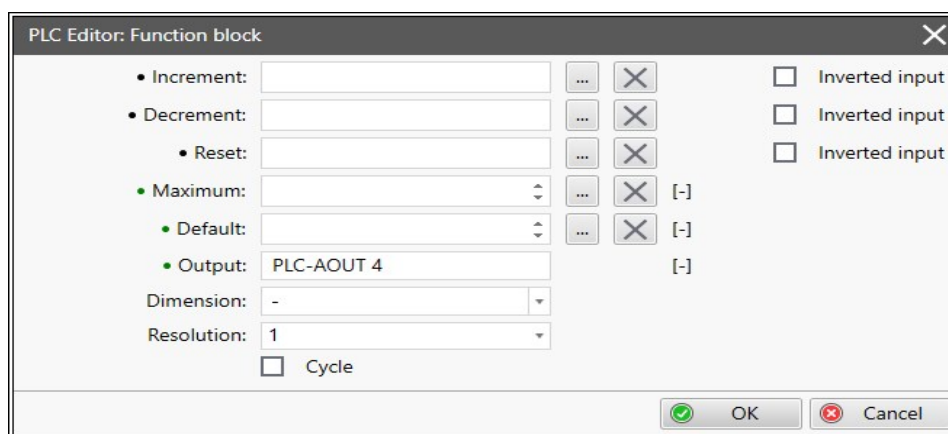 PLC Editor: Function block
• Increment: ... Inverted input
• Decrement: ... Inverted input
• Reset: ... Inverted input
• Maximum: ... [-]
• Default: ... [-]
• Output: PLC-AOUT 4 [-]
Dimension: -
Resolution: 1
Cycle
OK Cancel